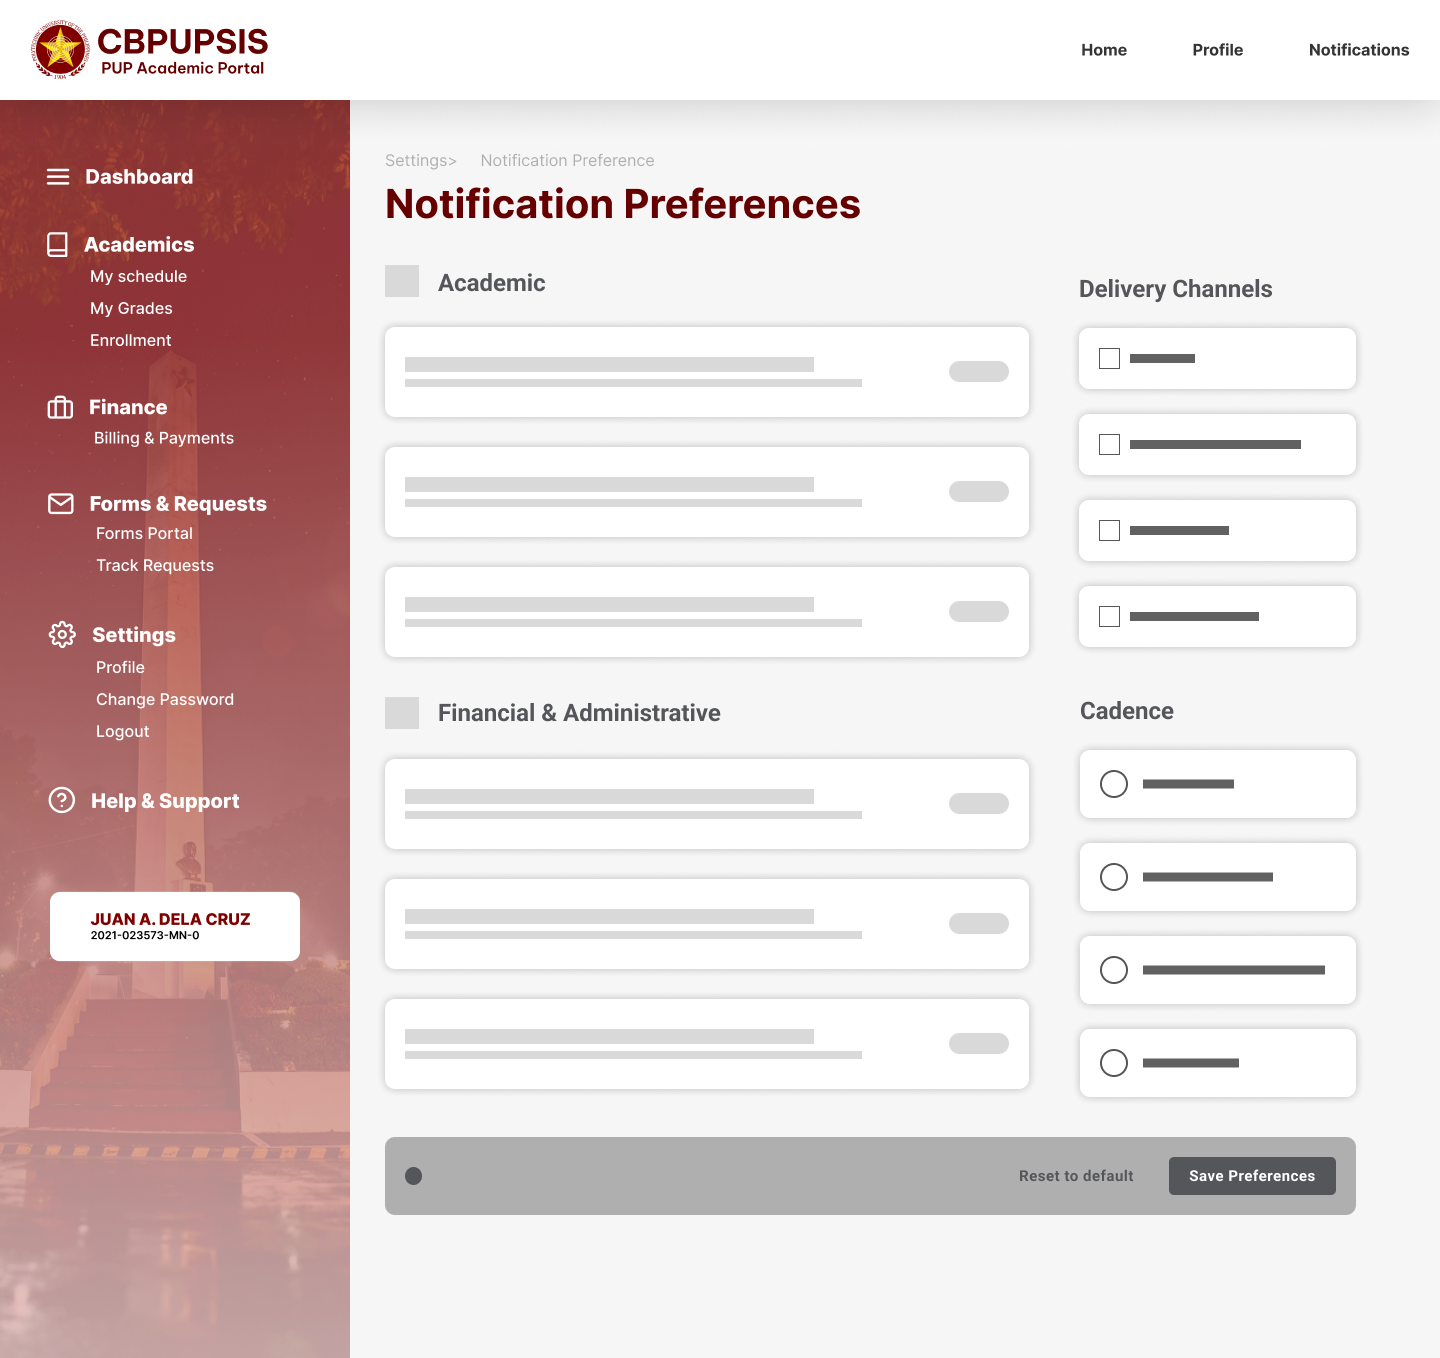 CBPUPSIS
PUP Academic Portal
1904
Home
Profile
Notifications
Dashboard
Academics
My schedule
My Grades
Enrollment
Finance
Billing & Payments
Forms & Requests
Forms Portal
Track Requests
Settings
Profile
Change Password
Logout
Help & Support
JUAN A. DELA CRUZ
2021-023573-MN-0
Settings> Notification Preference
Notification Preferences
Academic
Financial & Administrative
Delivery Channels
Cadence
Reset to default
Save Preferences